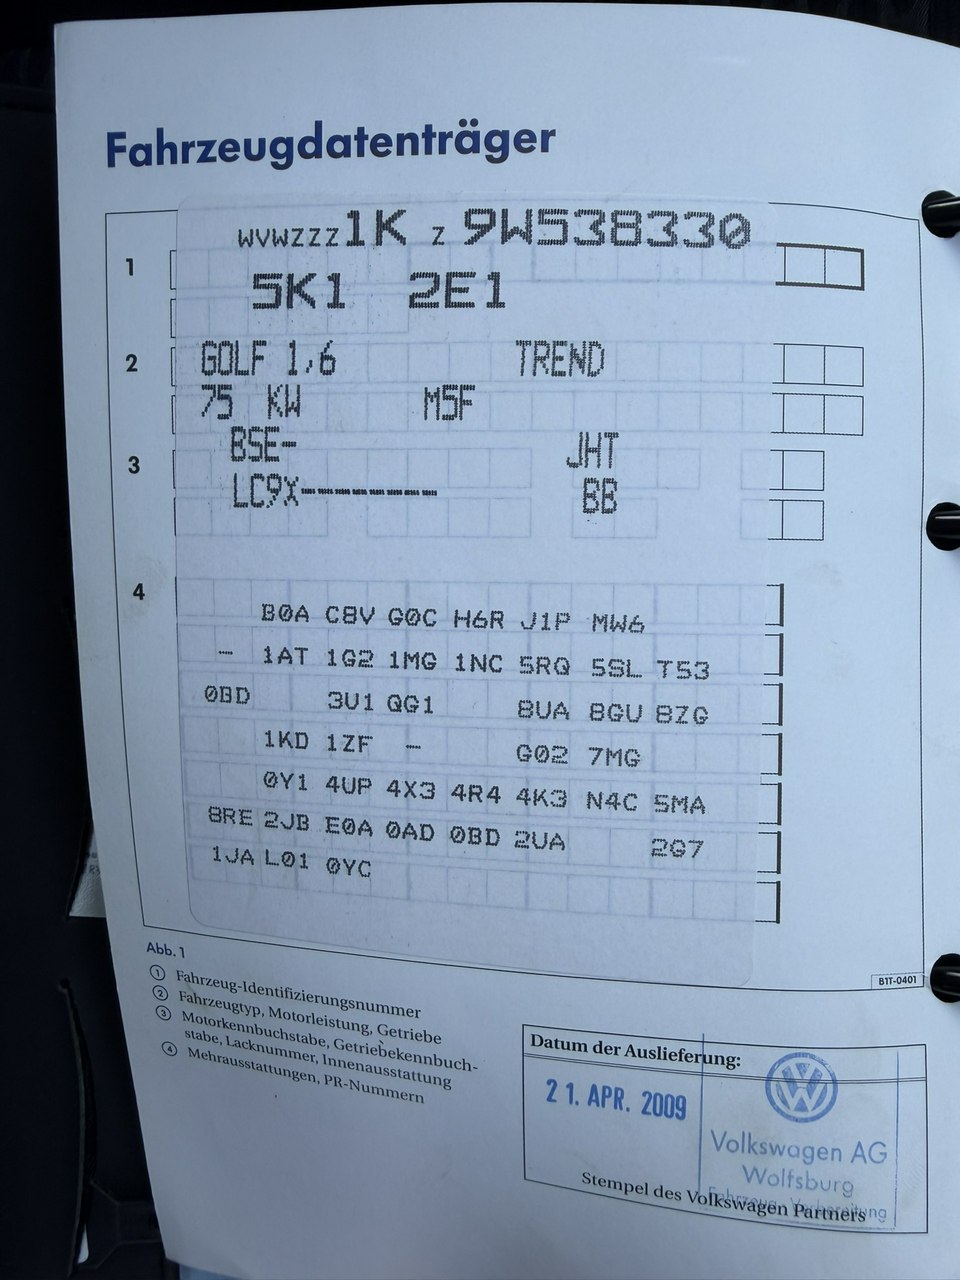 Fahrzeugdatenträger
WVWZZZ1K Z 9W538330
1
5K1 2E1
2 GOLF 1,6 TREND
75 KW M5F
BSE- JHT
3
LC9X---------- BB
4
B0A C8V G0C H6R J1P MW6
- 1AT 1G2 1MG 1NC 5RQ 5SL T53
0BD 3U1 QG1 8UA 8GU 8ZG
1KD 1ZF - G02 7MG
0Y1 4UP 4X3 4R4 4K3 N4C 5MA
8RE 2JB E0A 0AD 0BD 2UA 2G7
1JA L01 0YC
Abb. 1
B1T-0401
① Fahrzeug-Identifizierungsnummer
② Fahrzeugtyp, Motorleistung, Getriebe
③ Motorkennbuchstabe, Getriebekennbuch-
stabe, Lacknummer, Innenausstattung
④ Mehrausstattungen, PR-Nummern
Datum der Auslieferung:
21. APR. 2009
Volkswagen AG
Wolfsburg
Fahrzeug-Vorbereitung
Stempel des Volkswagen Partners